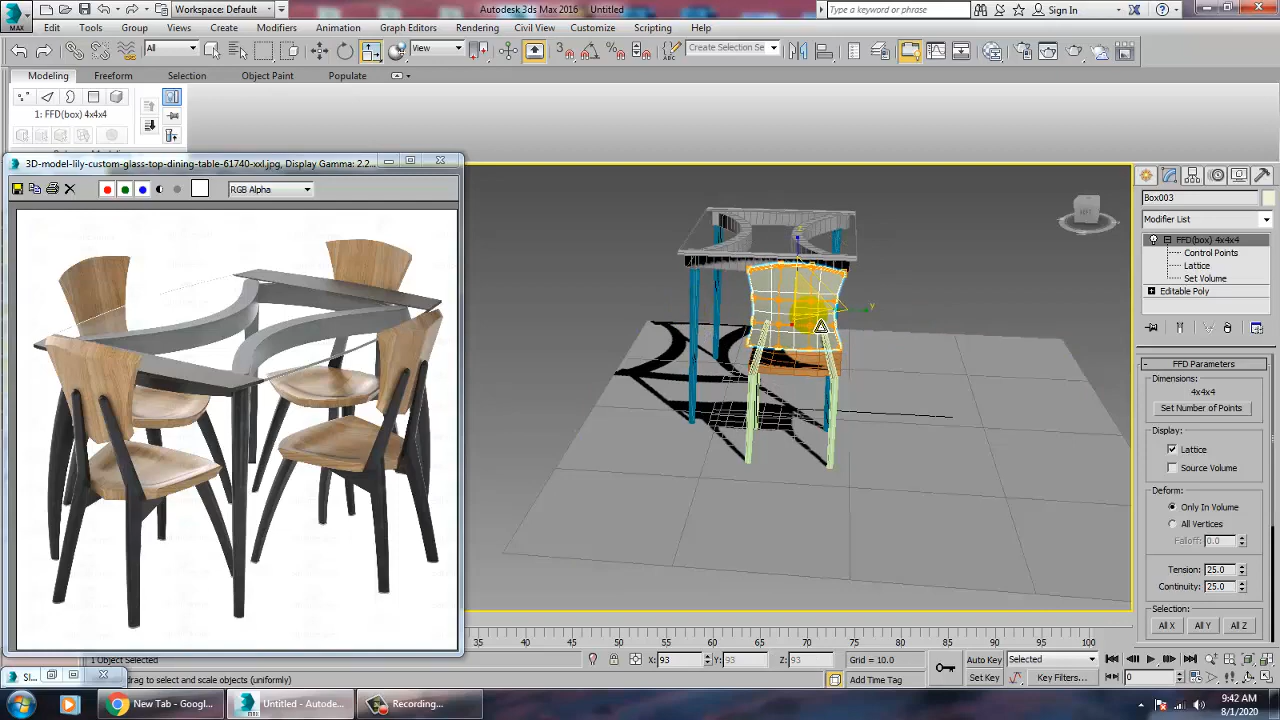 Workspace: Default
Autodesk 3ds Max 2016 Untitled
Type a keyword or phrase
Sign In
MAX
Edit Tools Group Views Create Modifiers Animation Graph Editors Rendering Civil View Customize Scripting Help
All
View
Create Selection Se
Modeling Freeform Selection Object Paint Populate
1: FFD(box) 4x4x4
3D-model-lily-custom-glass-top-dining-table-61740-xxl.jpg, Display Gamma: 2.2...
RGB Alpha
Box003
Modifier List
FFD(box) 4x4x4
Control Points
Lattice
Set Volume
Editable Poly
FFD Parameters
Dimensions:
4x4x4
Set Number of Points
Display:
Lattice
Source Volume
Deform:
Only In Volume
All Vertices
Falloff: 0.0
Tension: 25.0
Continuity: 25.0
Selection:
All X All Y All Z
y
35 40 45 50 55 60 65 70 75 80 85 90 95 100
1 Object Selected
X: 93 Y: 93 Z: 93
Grid = 10.0
Auto Key Selected
drag to select and scale objects (uniformly)
Add Time Tag
Set Key Key Filters...
0
New Tab - Googl...
Untitled - Autode...
Recording...
9:42 AM
8/1/2020